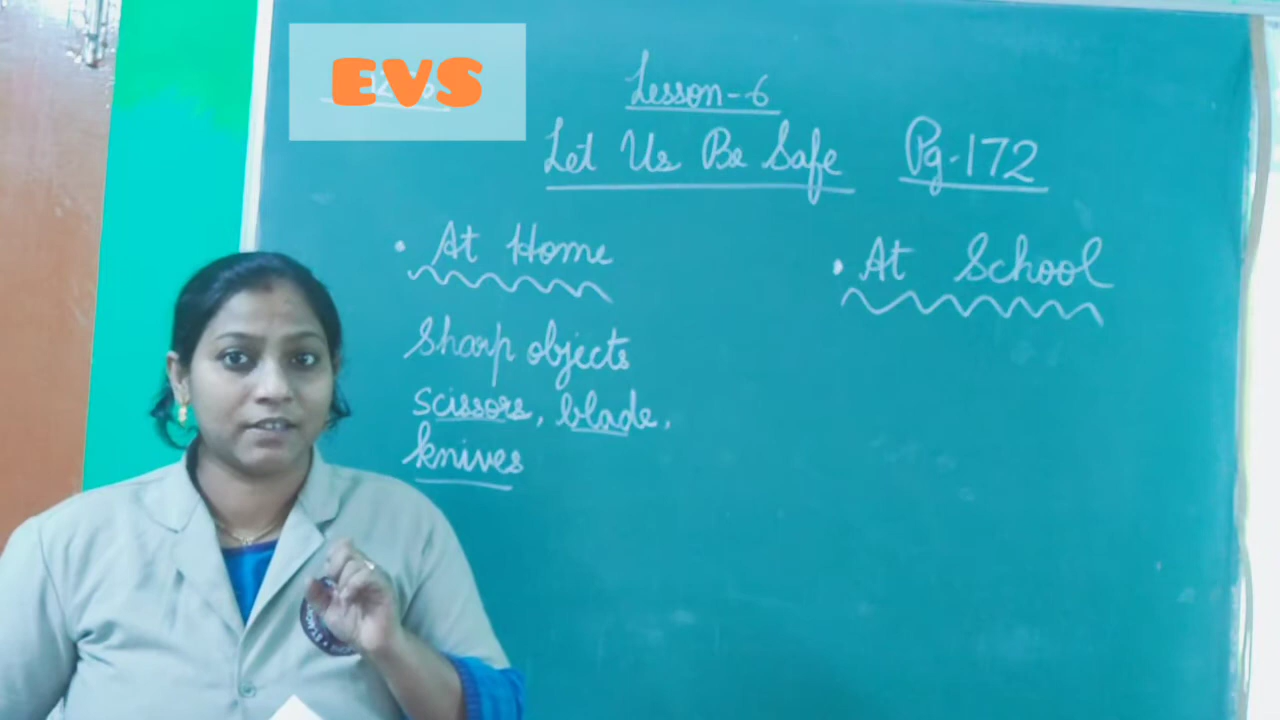 EVS
Lesson-6
Let Us Be Safe Pg-172
• At Home • At School
Sharp objects
scissors, blade,
knives